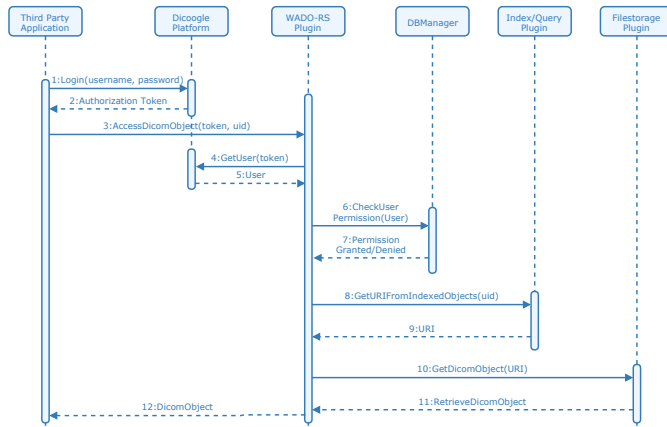 Third Party
Application
Dicoogle
Platform
WADO-RS
Plugin
DBManager
Index/Query
Plugin
Filestorage
Plugin
1:Login(username, password)
2:Authorization Token
3:AccessDicomObject(token, uid)
4:GetUser(token)
5:User
6:CheckUser
Permission(User)
7:Permission
Granted/Denied
8:GetURIFromIndexedObjects(uid)
9:URI
10:GetDicomObject(URI)
11:RetrieveDicomObject
12:DicomObject